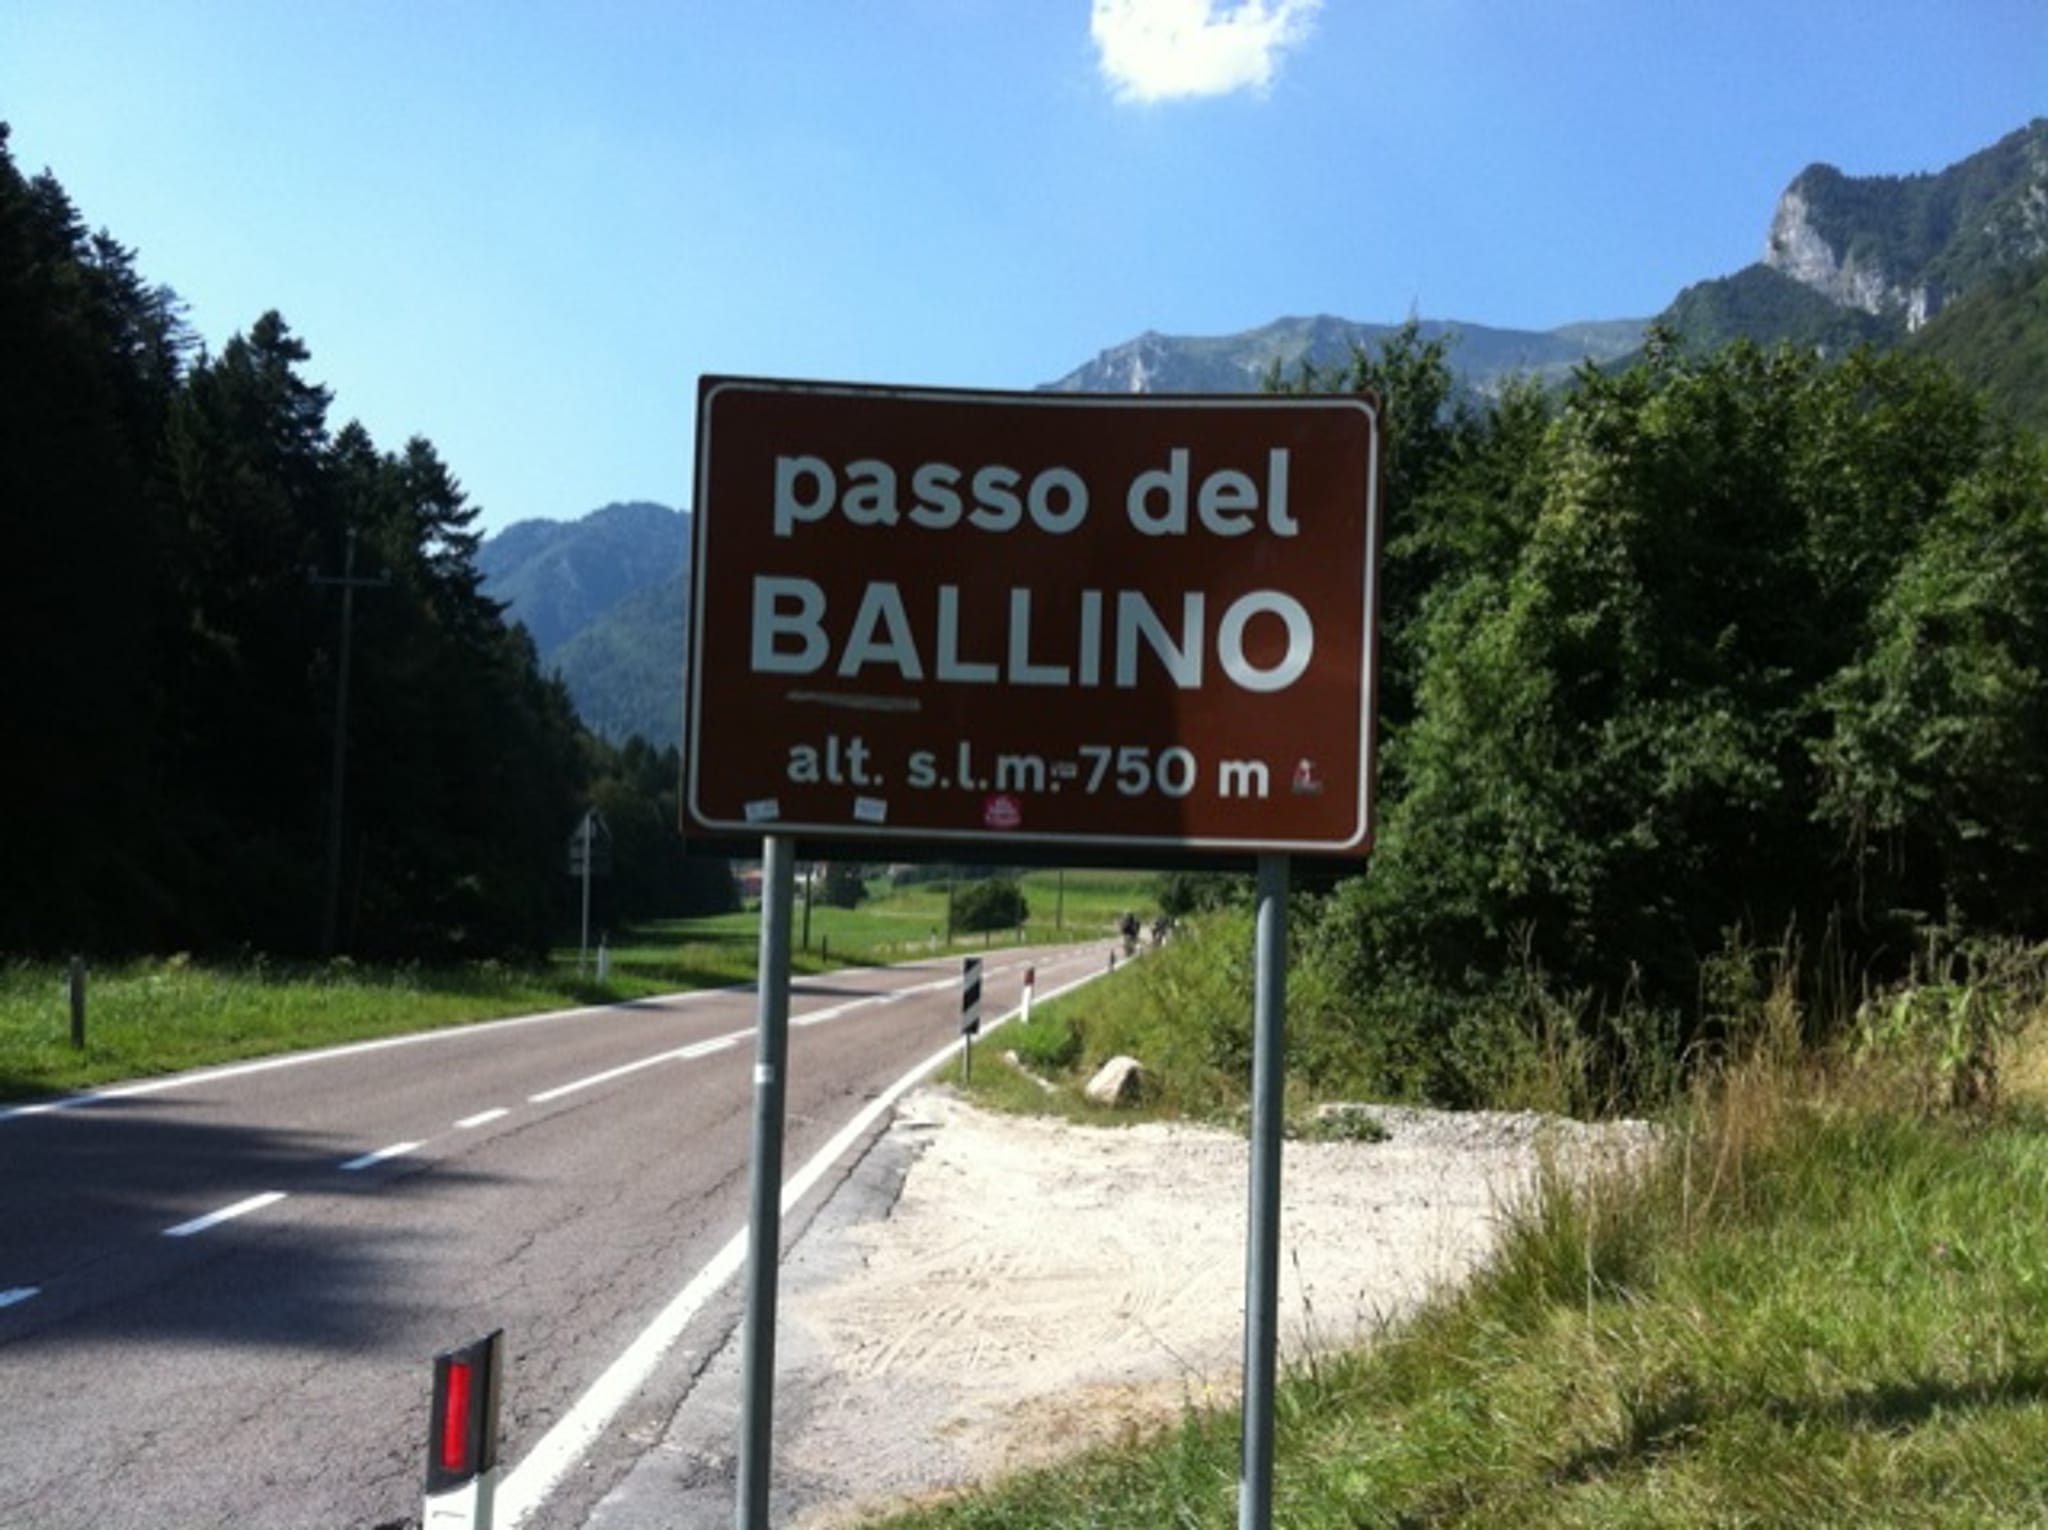 passo del
BALLINO
alt. s.l.m.-750 m